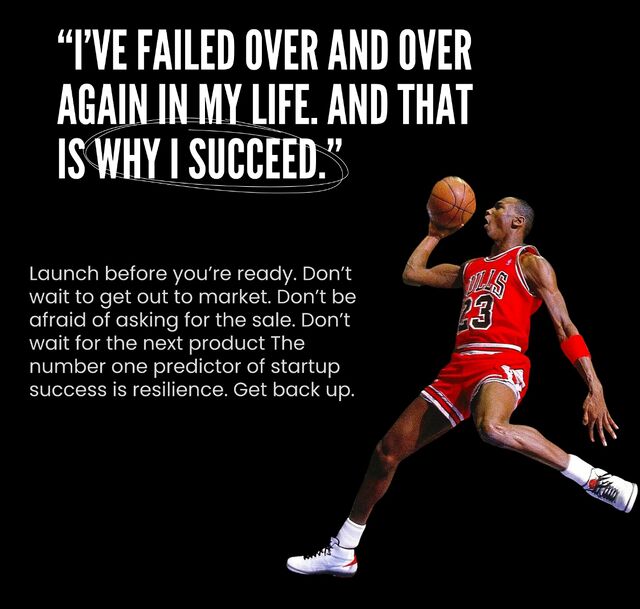 “I’VE FAILED OVER AND OVER
AGAIN IN MY LIFE. AND THAT
IS WHY I SUCCEED.”
Launch before you’re ready. Don’t
wait to get out to market. Don’t be
afraid of asking for the sale. Don’t
wait for the next product The
number one predictor of startup
success is resilience. Get back up.
BULLS
23